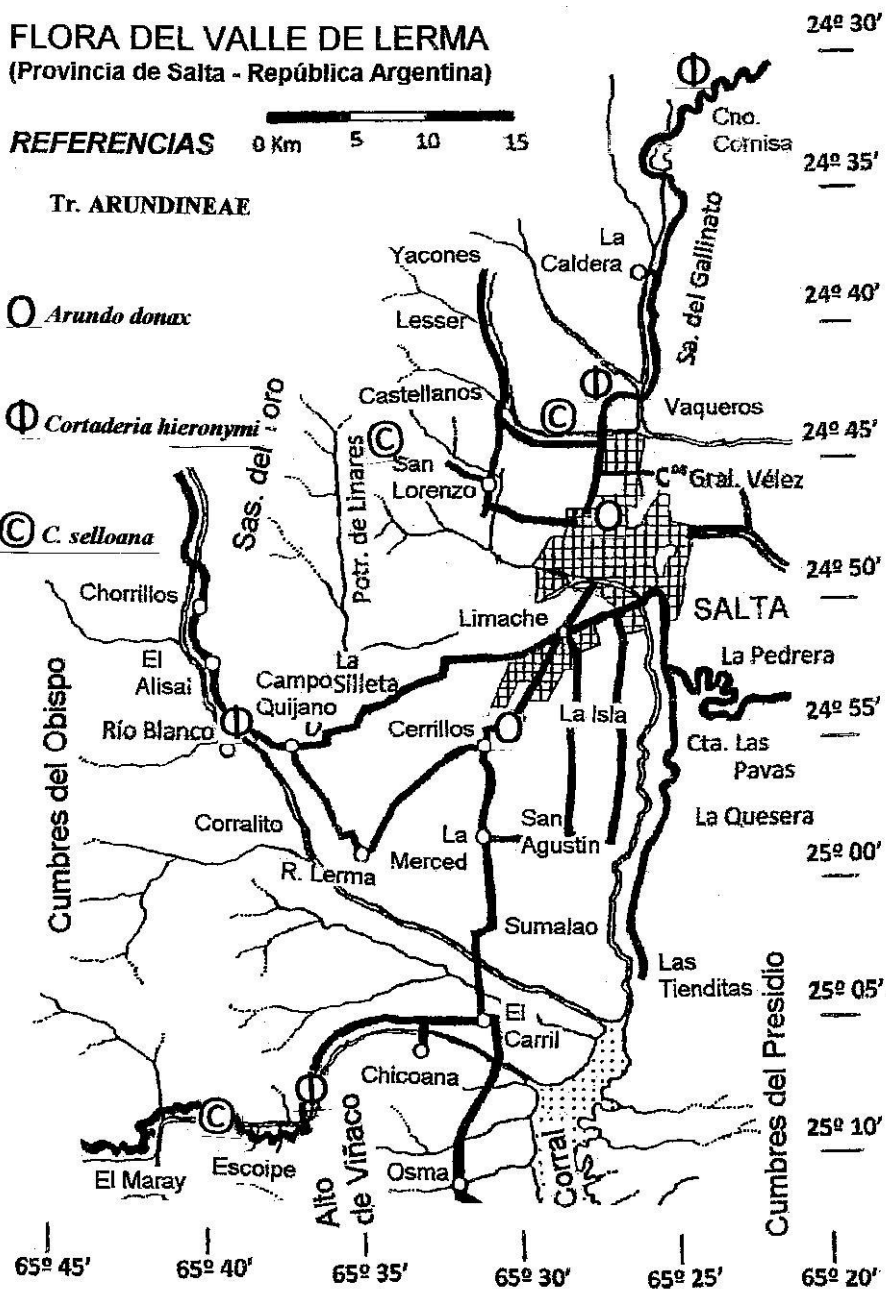 FLORA DEL VALLE DE LERMA
(Provincia de Salta - República Argentina)
REFERENCIAS
0 Km 5 10 15
Tr. ARUNDINEAE
Arundo donax
Cortaderia hieronymi
C. selloana
24º 30'
24º 35'
24º 40'
24º 45'
24º 50'
24º 55'
25º 00'
25º 05'
25º 10'
Cno.
Cornisa
La
Caldera
Sa. del Gallinato
Yacones
Lesser
Castellanos
Vaqueros
San
Lorenzo
Cos Gral. Vélez
Sas. del Toro
Potr. de Linares
Chorrillos
Limache
SALTA
El
Alisal
La
Silleta
Campo
Quijano
La Pedrera
Río Blanco
Cerrillos
La Isla
Cta. Las
Pavas
Cumbres del Obispo
La Quesera
Corralito
La
Merced
San
Agustín
R. Lerma
Sumalao
Las
Tienditas
Cumbres del Presidio
El
Carril
Chicoana
Escoipe
El Maray
Alto
de Viñaco
Osma
Corral
65º 45'
65º 40'
65º 35'
65º 30'
65º 25'
65º 20'